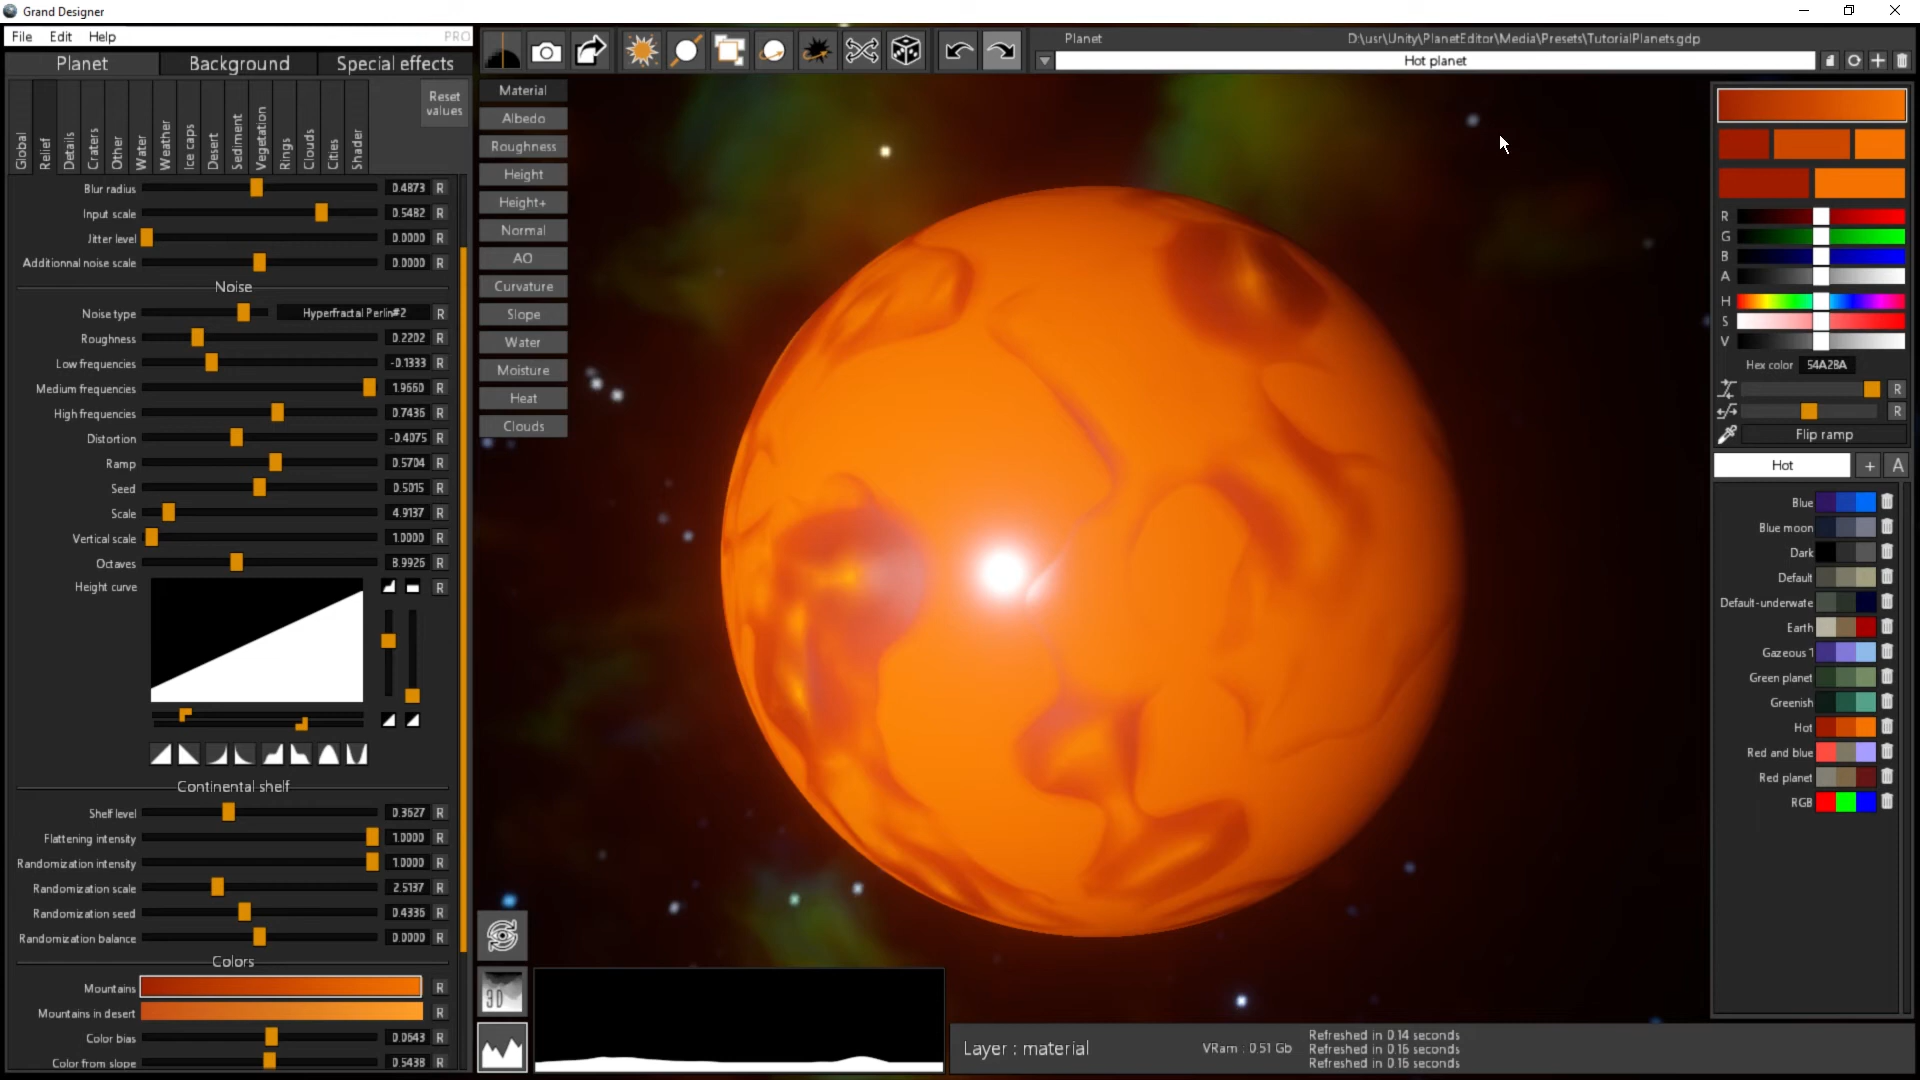 Grand Designer
File Edit Help PRO
Planet Background Special effects
Global Relief Details Craters Other Water Weather Ice caps Desert Sediment Vegetation Rings Clouds Cities Shader
Reset values
Blur radius 0.4873 R
Input scale 0.5482 R
Jitter level 0.0000 R
Additionnal noise scale 0.0000 R
Noise
Noise type Hyperfractal Perlin#2 R
Roughness 0.2202 R
Low frequencies -0.1333 R
Medium frequencies 1.9660 R
High frequencies 0.7436 R
Distortion -0.4075 R
Ramp 0.5704 R
Seed 0.5015 R
Scale 4.9137 R
Vertical scale 1.0000 R
Octaves 8.9926 R
Height curve R
Continental shelf
Shelf level 0.3627 R
Flattening intensity 1.0000 R
Randomization intensity 1.0000 R
Randomization scale 2.5137 R
Randomization seed 0.4336 R
Randomization balance 0.0000 R
Colors
Mountains R
Mountains in desert R
Color bias 0.0643 R
Color from slope 0.5438 R
Material
Albedo
Roughness
Height
Height+
Normal
AO
Curvature
Slope
Water
Moisture
Heat
Clouds
3D
Planet D:\usr\Unity\PlanetEditor\Media\Presets\TutorialPlanets.gdp
Hot planet
R
G
B
A
H
S
V
Hex color 54A28A
R
R
Flip ramp
Hot + A
Blue
Blue moon
Dark
Default
Default-underwate
Earth
Gazeous 1
Green planet
Greenish
Hot
Red and blue
Red planet
RGB
Layer : material
VRam : 0.51 Gb
Refreshed in 0.14 seconds
Refreshed in 0.16 seconds
Refreshed in 0.16 seconds